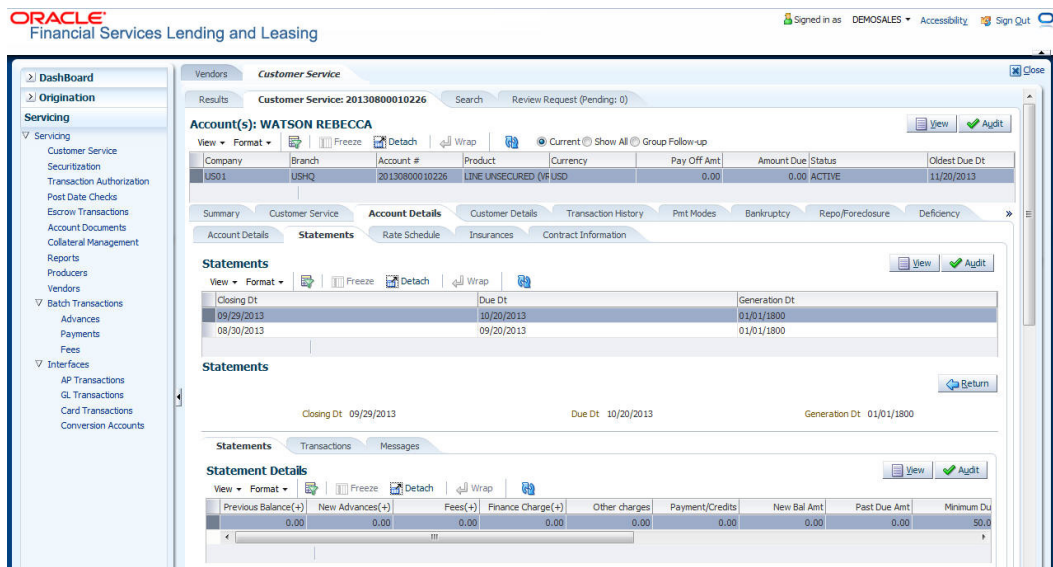 ORACLE
Financial Services Lending and Leasing
Signed in as DEMOSALES Accessibility Sign Out
DashBoard
Origination
Servicing
Servicing
Customer Service
Securitization
Transaction Authorization
Post Date Checks
Escrow Transactions
Account Documents
Collateral Management
Reports
Producers
Vendors
Batch Transactions
Advances
Payments
Fees
Interfaces
AP Transactions
GL Transactions
Card Transactions
Conversion Accounts
Vendors Customer Service Close
Results Customer Service: 20130800010226 Search Review Request (Pending: 0)
Account(s): WATSON REBECCA View Audit
View Format Freeze Detach Wrap Current Show All Group Follow-up
Company Branch Account # Product Currency Pay Off Amt Amount Due Status Oldest Due Dt
US01 USHQ 20130800010226 LINE UNSECURED (VF USD 0.00 0.00 ACTIVE 11/20/2013
Summary Customer Service Account Details Customer Details Transaction History Pmt Modes Bankruptcy Repo/Foreclosure Deficiency »
Account Details Statements Rate Schedule Insurances Contract Information
Statements View Audit
View Format Freeze Detach Wrap
Closing Dt Due Dt Generation Dt
09/29/2013 10/20/2013 01/01/1800
08/30/2013 09/20/2013 01/01/1800
Statements
Return
Closing Dt 09/29/2013 Due Dt 10/20/2013 Generation Dt 01/01/1800
Statements Transactions Messages
Statement Details View Audit
View Format Freeze Detach Wrap
Previous Balance(+) New Advances(+) Fees(+) Finance Charge(+) Other charges Payment/Credits New Bal Amt Past Due Amt Minimum Du
0.00 0.00 0.00 0.00 0.00 0.00 0.00 0.00 50.0